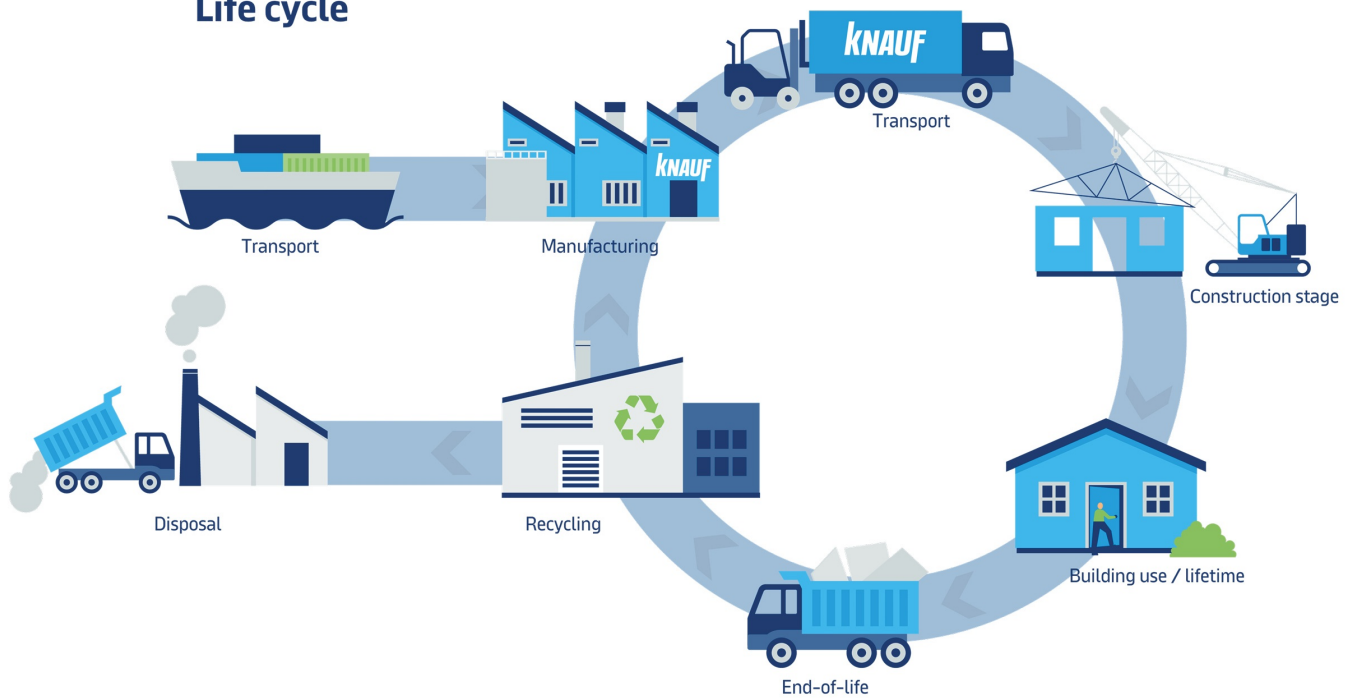 Life cycle
KNAUF
Transport
KNAUF
Transport
Manufacturing
Construction stage
Disposal
Recycling
Building use / lifetime
End-of-life